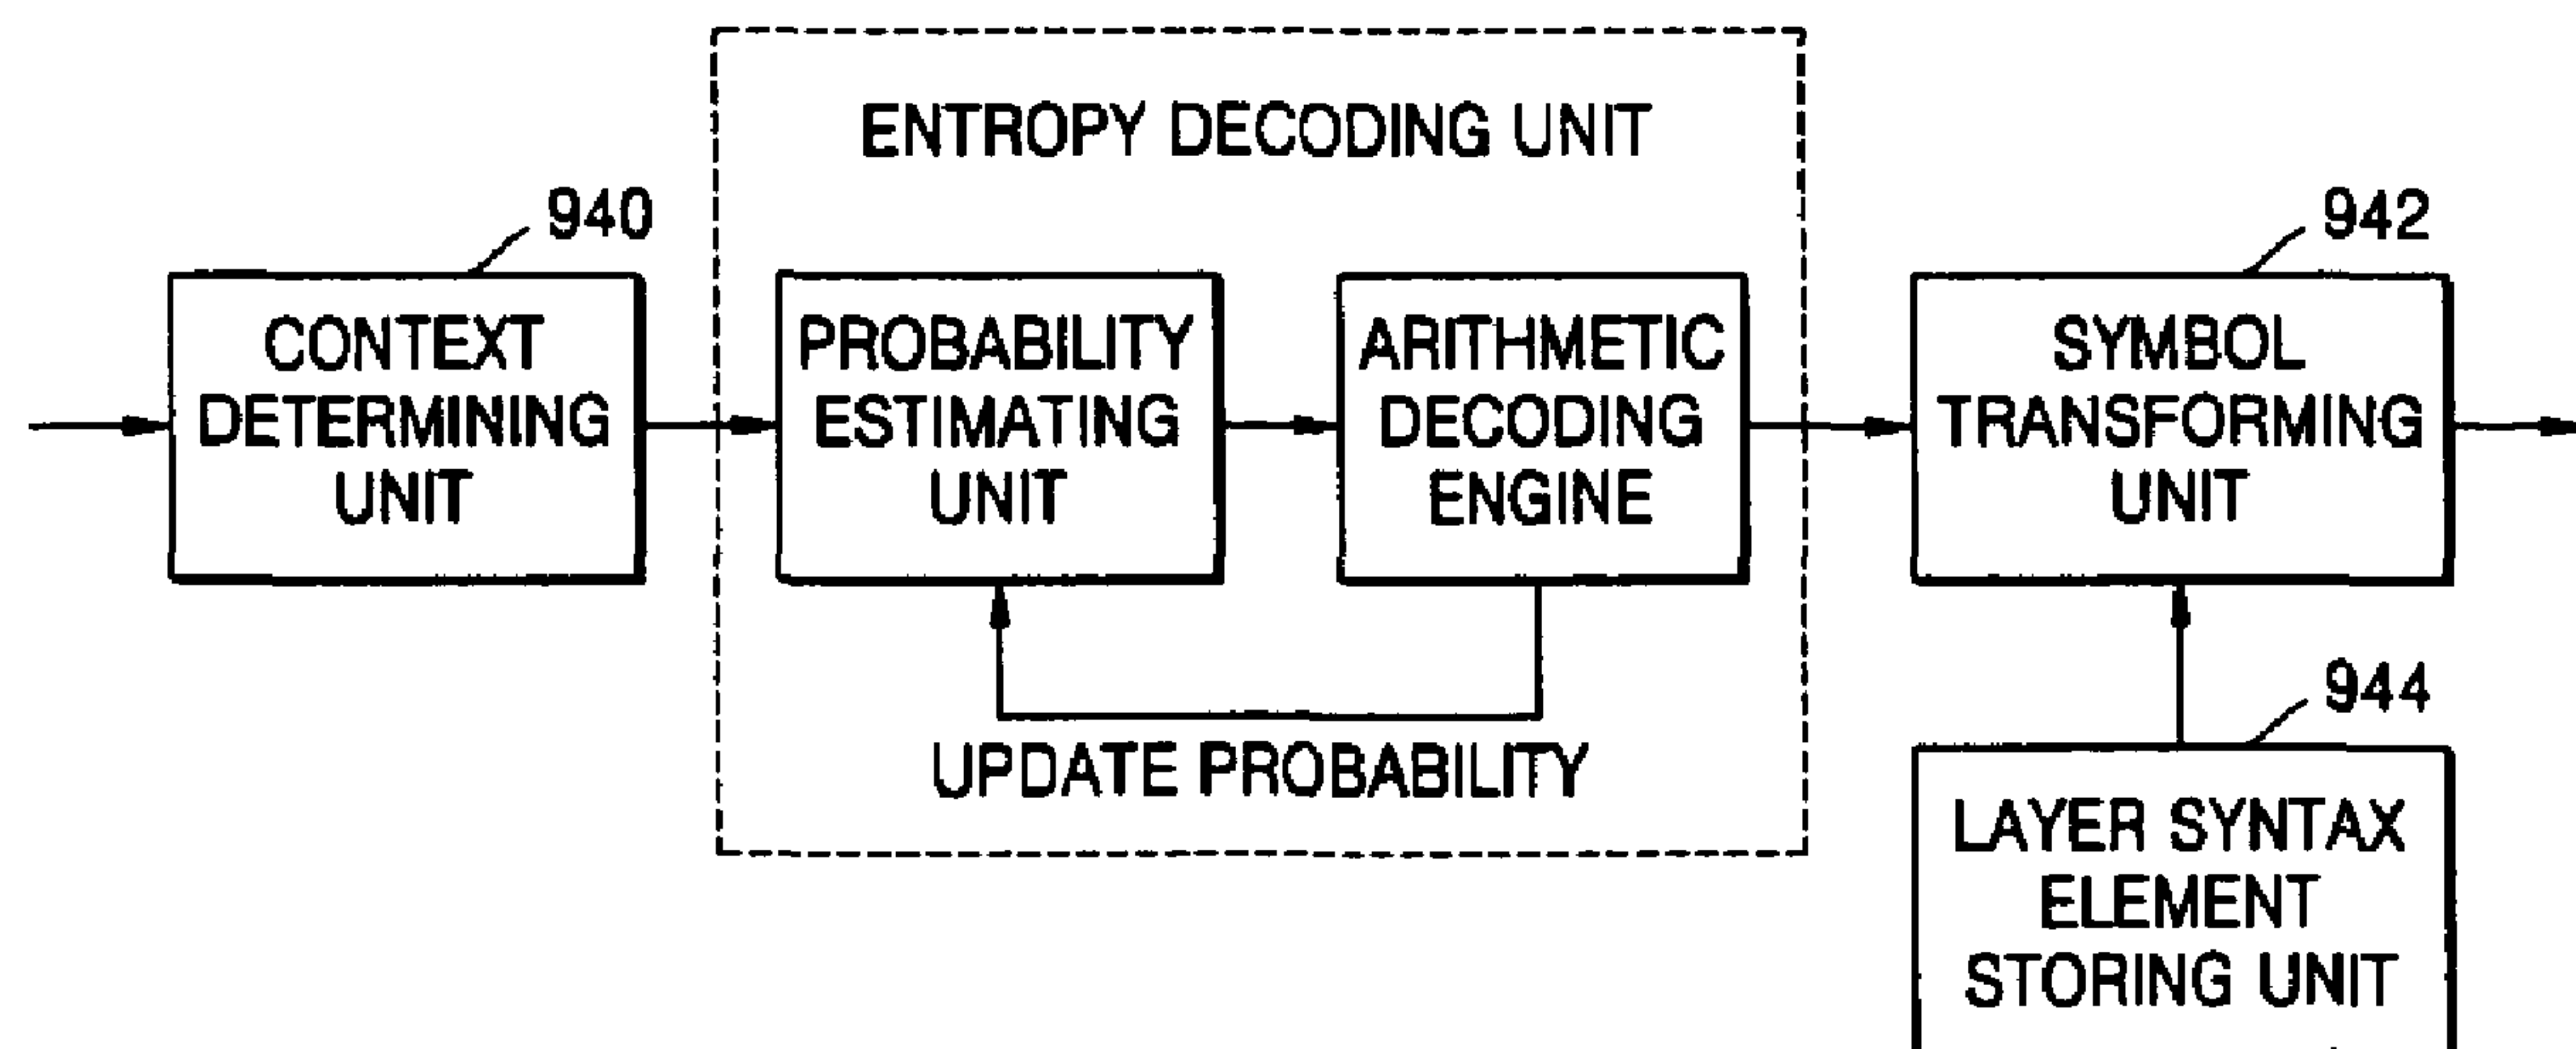 ENTROPY DECODING UNIT
940
942
CONTEXT
DETERMINING
UNIT
PROBABILITY
ESTIMATING
UNIT
ARITHMETIC
DECODING
ENGINE
SYMBOL
TRANSFORMING
UNIT
UPDATE PROBABILITY
944
LAYER SYNTAX
ELEMENT
STORING UNIT